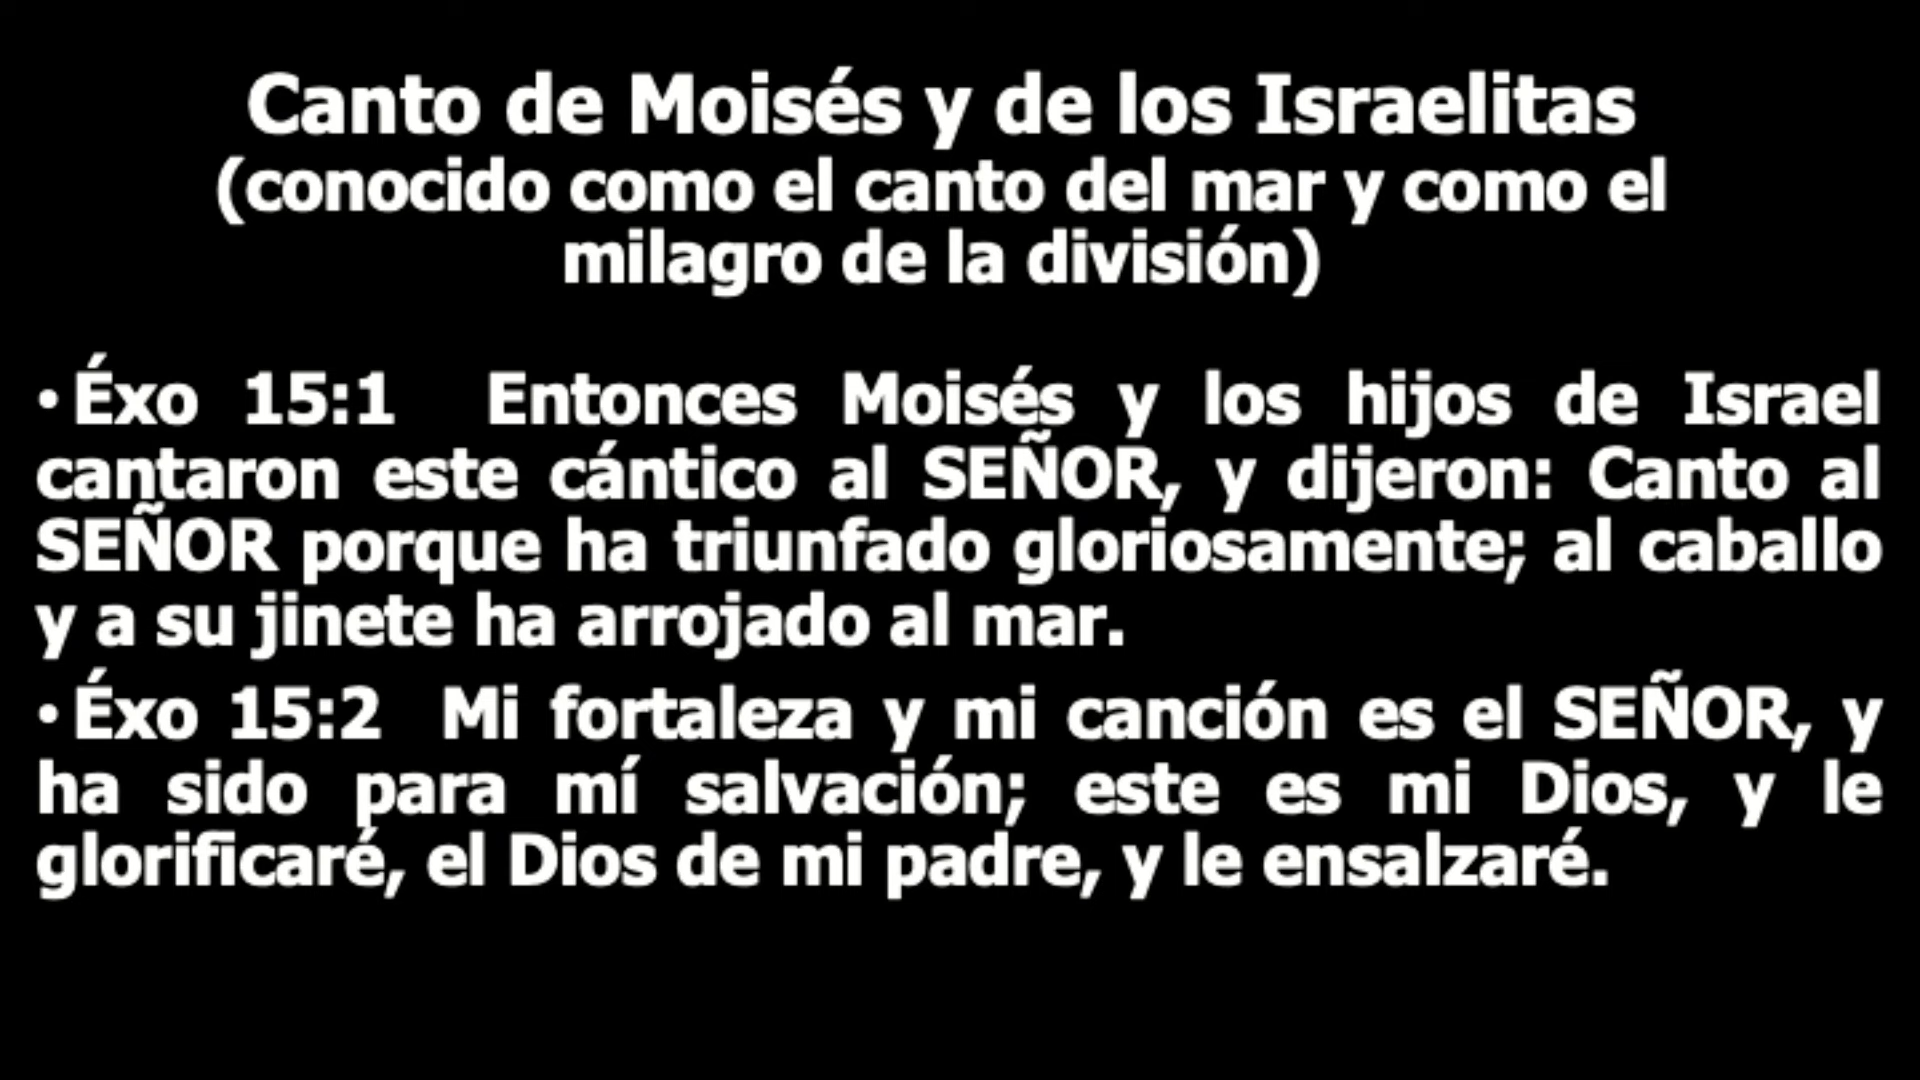 Canto de Moisés y de los Israelitas
(conocido como el canto del mar y como el
milagro de la división)
• Éxo 15:1 Entonces Moisés y los hijos de Israel
cantaron este cántico al SEÑOR, y dijeron: Canto al
SEÑOR porque ha triunfado gloriosamente; al caballo
y a su jinete ha arrojado al mar.
• Éxo 15:2 Mi fortaleza y mi canción es el SEÑOR, y
ha sido para mí salvación; este es mi Dios, y le
glorificaré, el Dios de mi padre, y le ensalzaré.